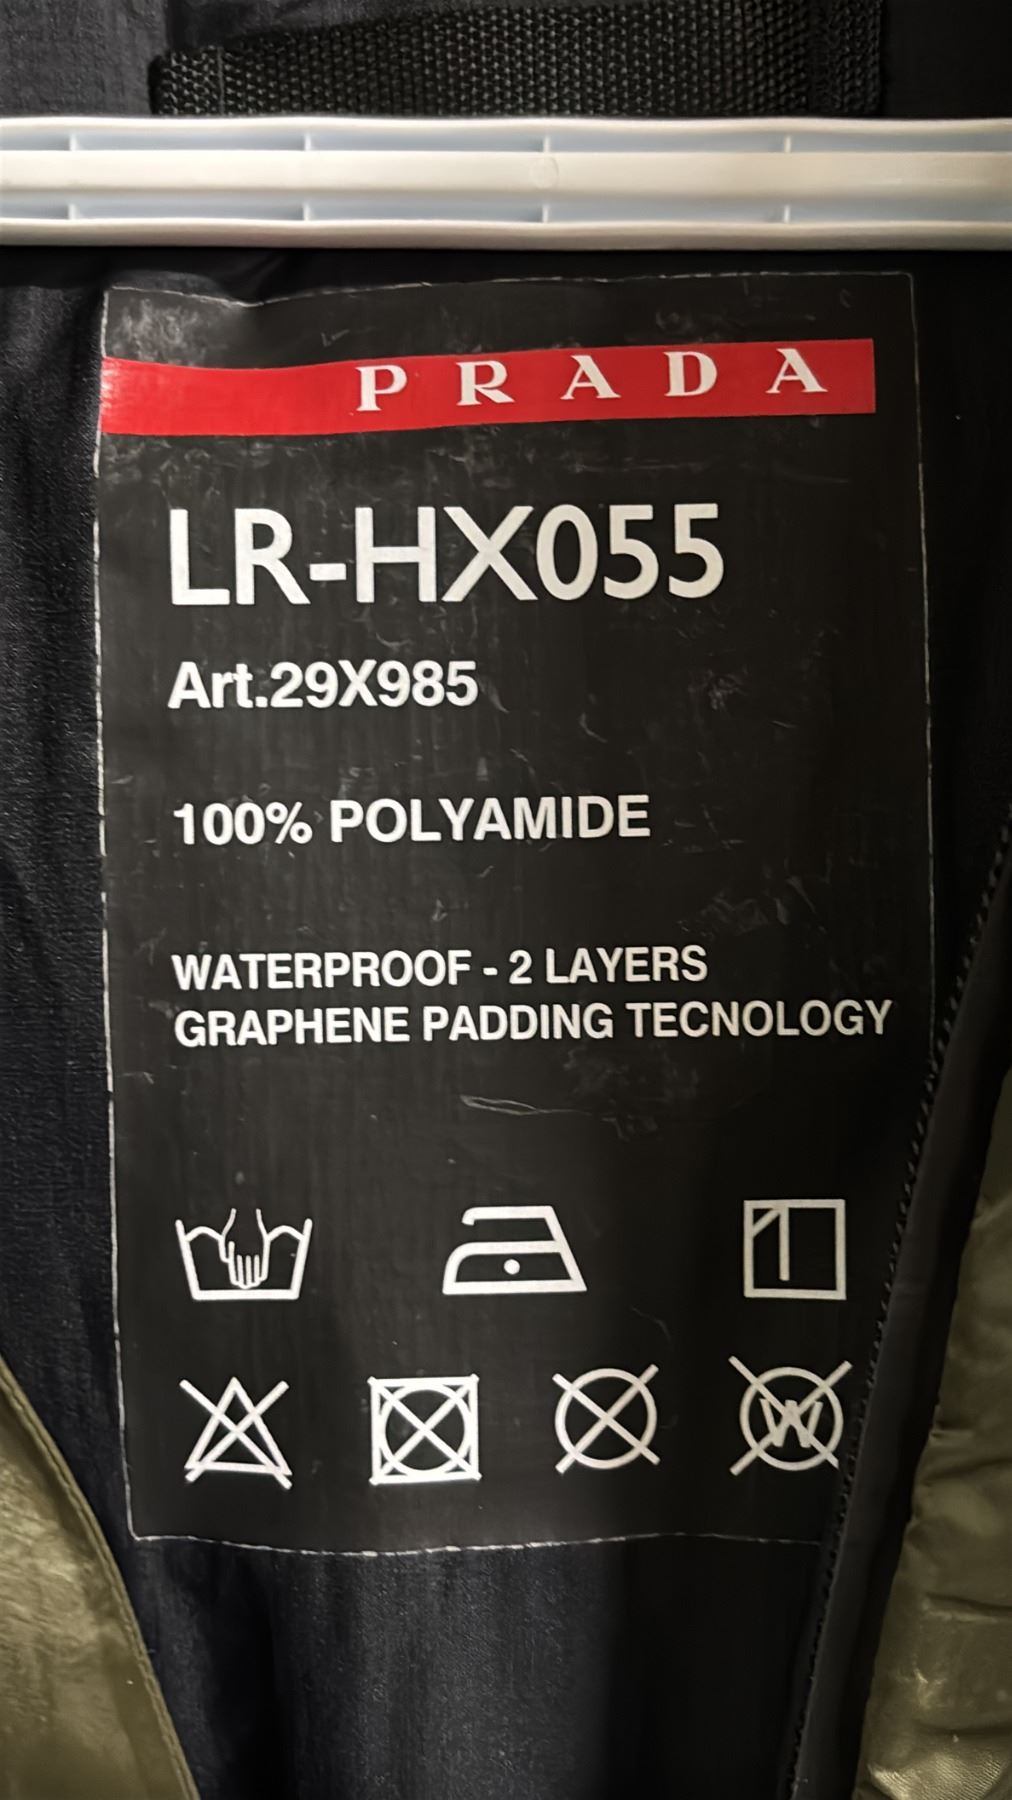 PRADA
LR-HX055
Art.29X985
100% POLYAMIDE
WATERPROOF - 2 LAYERS
GRAPHENE PADDING TECNOLOGY
W